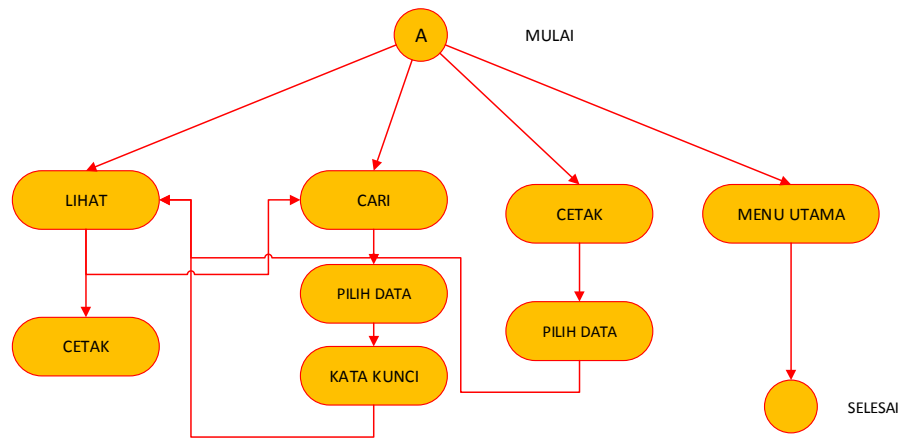 A
MULAI
LIHAT
CARI
CETAK
MENU UTAMA
PILIH DATA
PILIH DATA
CETAK
KATA KUNCI
SELESAI